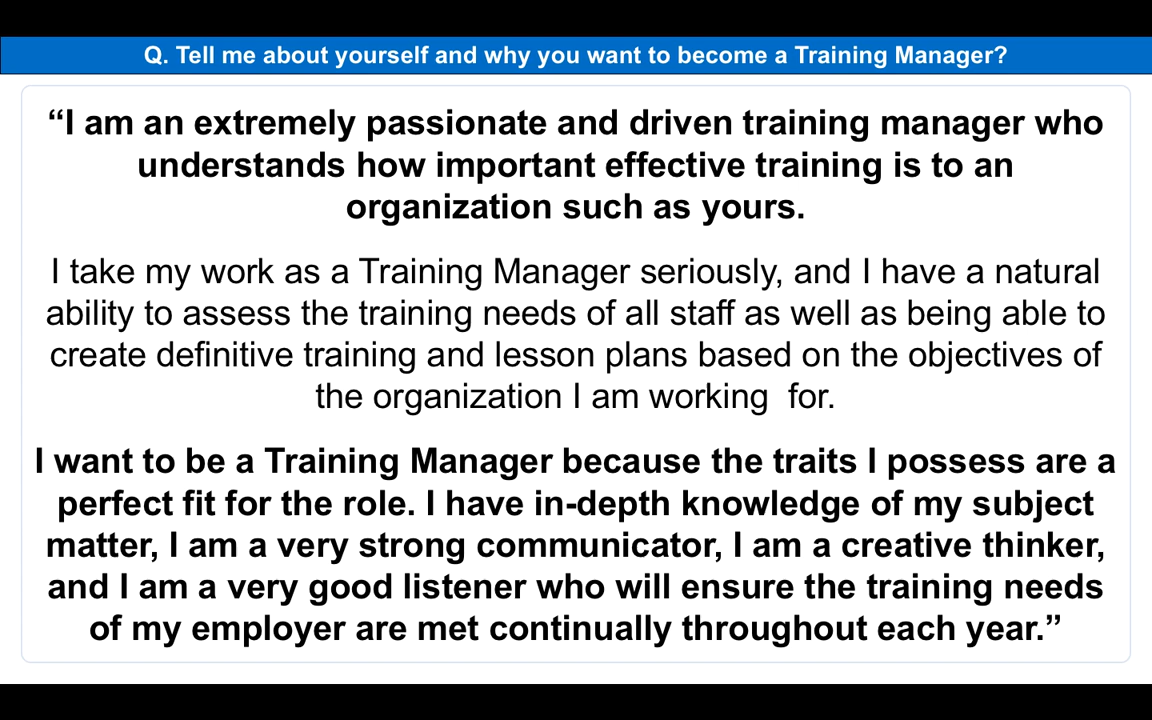 Q. Tell me about yourself and why you want to become a Training Manager?
“I am an extremely passionate and driven training manager who
understands how important effective training is to an
organization such as yours.
I take my work as a Training Manager seriously, and I have a natural
ability to assess the training needs of all staff as well as being able to
create definitive training and lesson plans based on the objectives of
the organization I am working  for.
I want to be a Training Manager because the traits I possess are a
perfect fit for the role. I have in-depth knowledge of my subject
matter, I am a very strong communicator, I am a creative thinker,
and I am a very good listener who will ensure the training needs
of my employer are met continually throughout each year.”